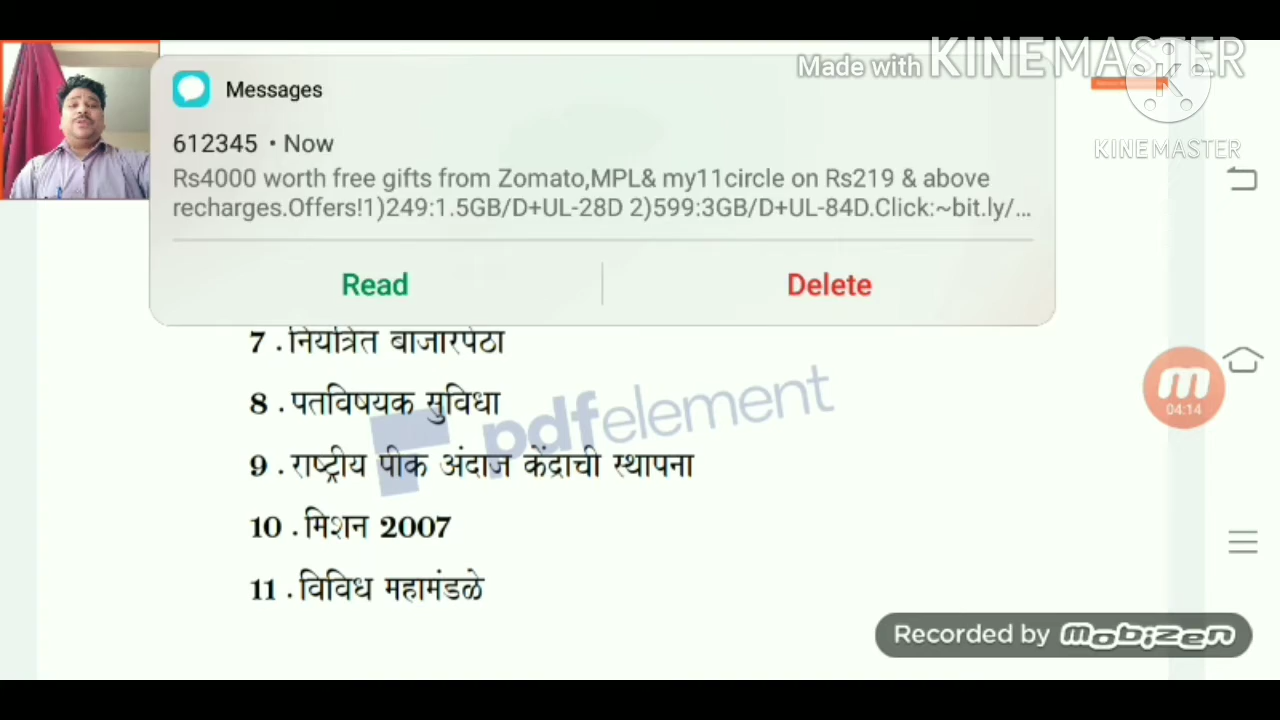 Made with KINEMASTER
KINEMASTER
Messages
612345 • Now
Rs4000 worth free gifts from Zomato,MPL& my11circle on Rs219 & above
recharges.Offers!1)249:1.5GB/D+UL-28D 2)599:3GB/D+UL-84D.Click:~bit.ly/...
Read
Delete
7 . नियंत्रित बाजारपेठा
8 . पतविषयक सुविधा
pdfelement
9 . राष्ट्रीय पीक अंदाज केंद्राची स्थापना
10 . मिशन 2007
11 . विविध महामंडळे
04:14
Recorded by mobizen